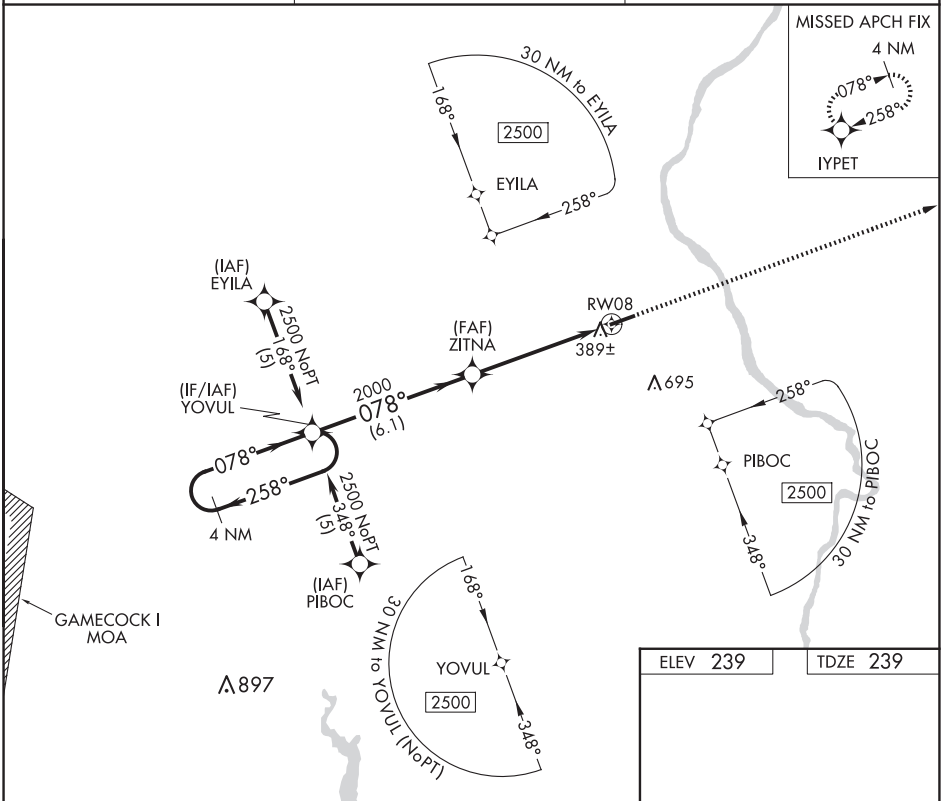 MISSED APCH FIX
4 NM
078°
258°
IYPET
30 NM to EYILA
168°
2500
EYILA
258°
(IAF)
EYILA
2500 NoPT
168°
(5)
(IF/IAF)
YOVUL
2000
078°
(6.1)
(FAF)
ZITNA
RW08
389±
695
078°
258°
4 NM
2500 NoPT
348°
(5)
(IAF)
PIBOC
258°
PIBOC
2500
348°
30 NM to PIBOC
GAMECOCK I
MOA
897
168°
YOVUL
2500
348°
30 NM to YOVUL (NoPT)
ELEV 239
TDZE 239